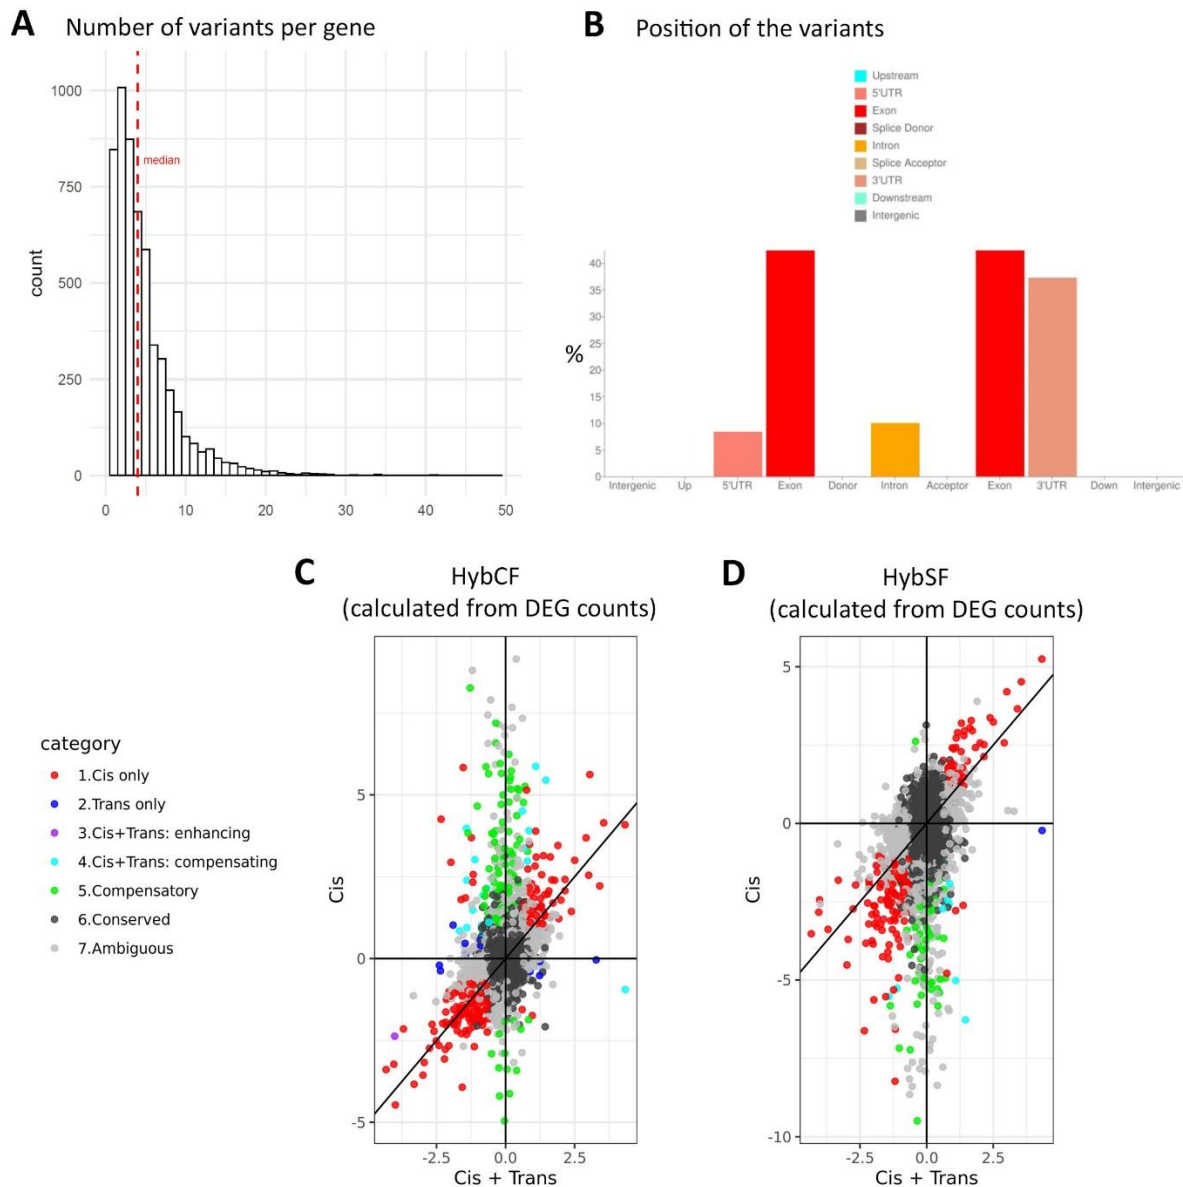 A Number of variants per gene
1000
750
500
250
0
count
median
0 10 20 30 40 50
B Position of the variants
Upstream
5'UTR
Exon
Splice Donor
Intron
Splice Acceptor
3'UTR
Downstream
Intergenic
%
40
35
30
25
20
15
10
5
0
Intergenic Up 5'UTR Exon Donor Intron Acceptor Exon 3'UTR Down Intergenic
category
1.Cis only
2.Trans only
3.Cis+Trans: enhancing
4.Cis+Trans: compensating
5.Compensatory
6.Conserved
7.Ambiguous
C HybCF
(calculated from DEG counts)
Cis
5
0
-5
-2.5 0.0 2.5
Cis + Trans
D HybSF
(calculated from DEG counts)
Cis
5
0
-5
-10
-2.5 0.0 2.5
Cis + Trans